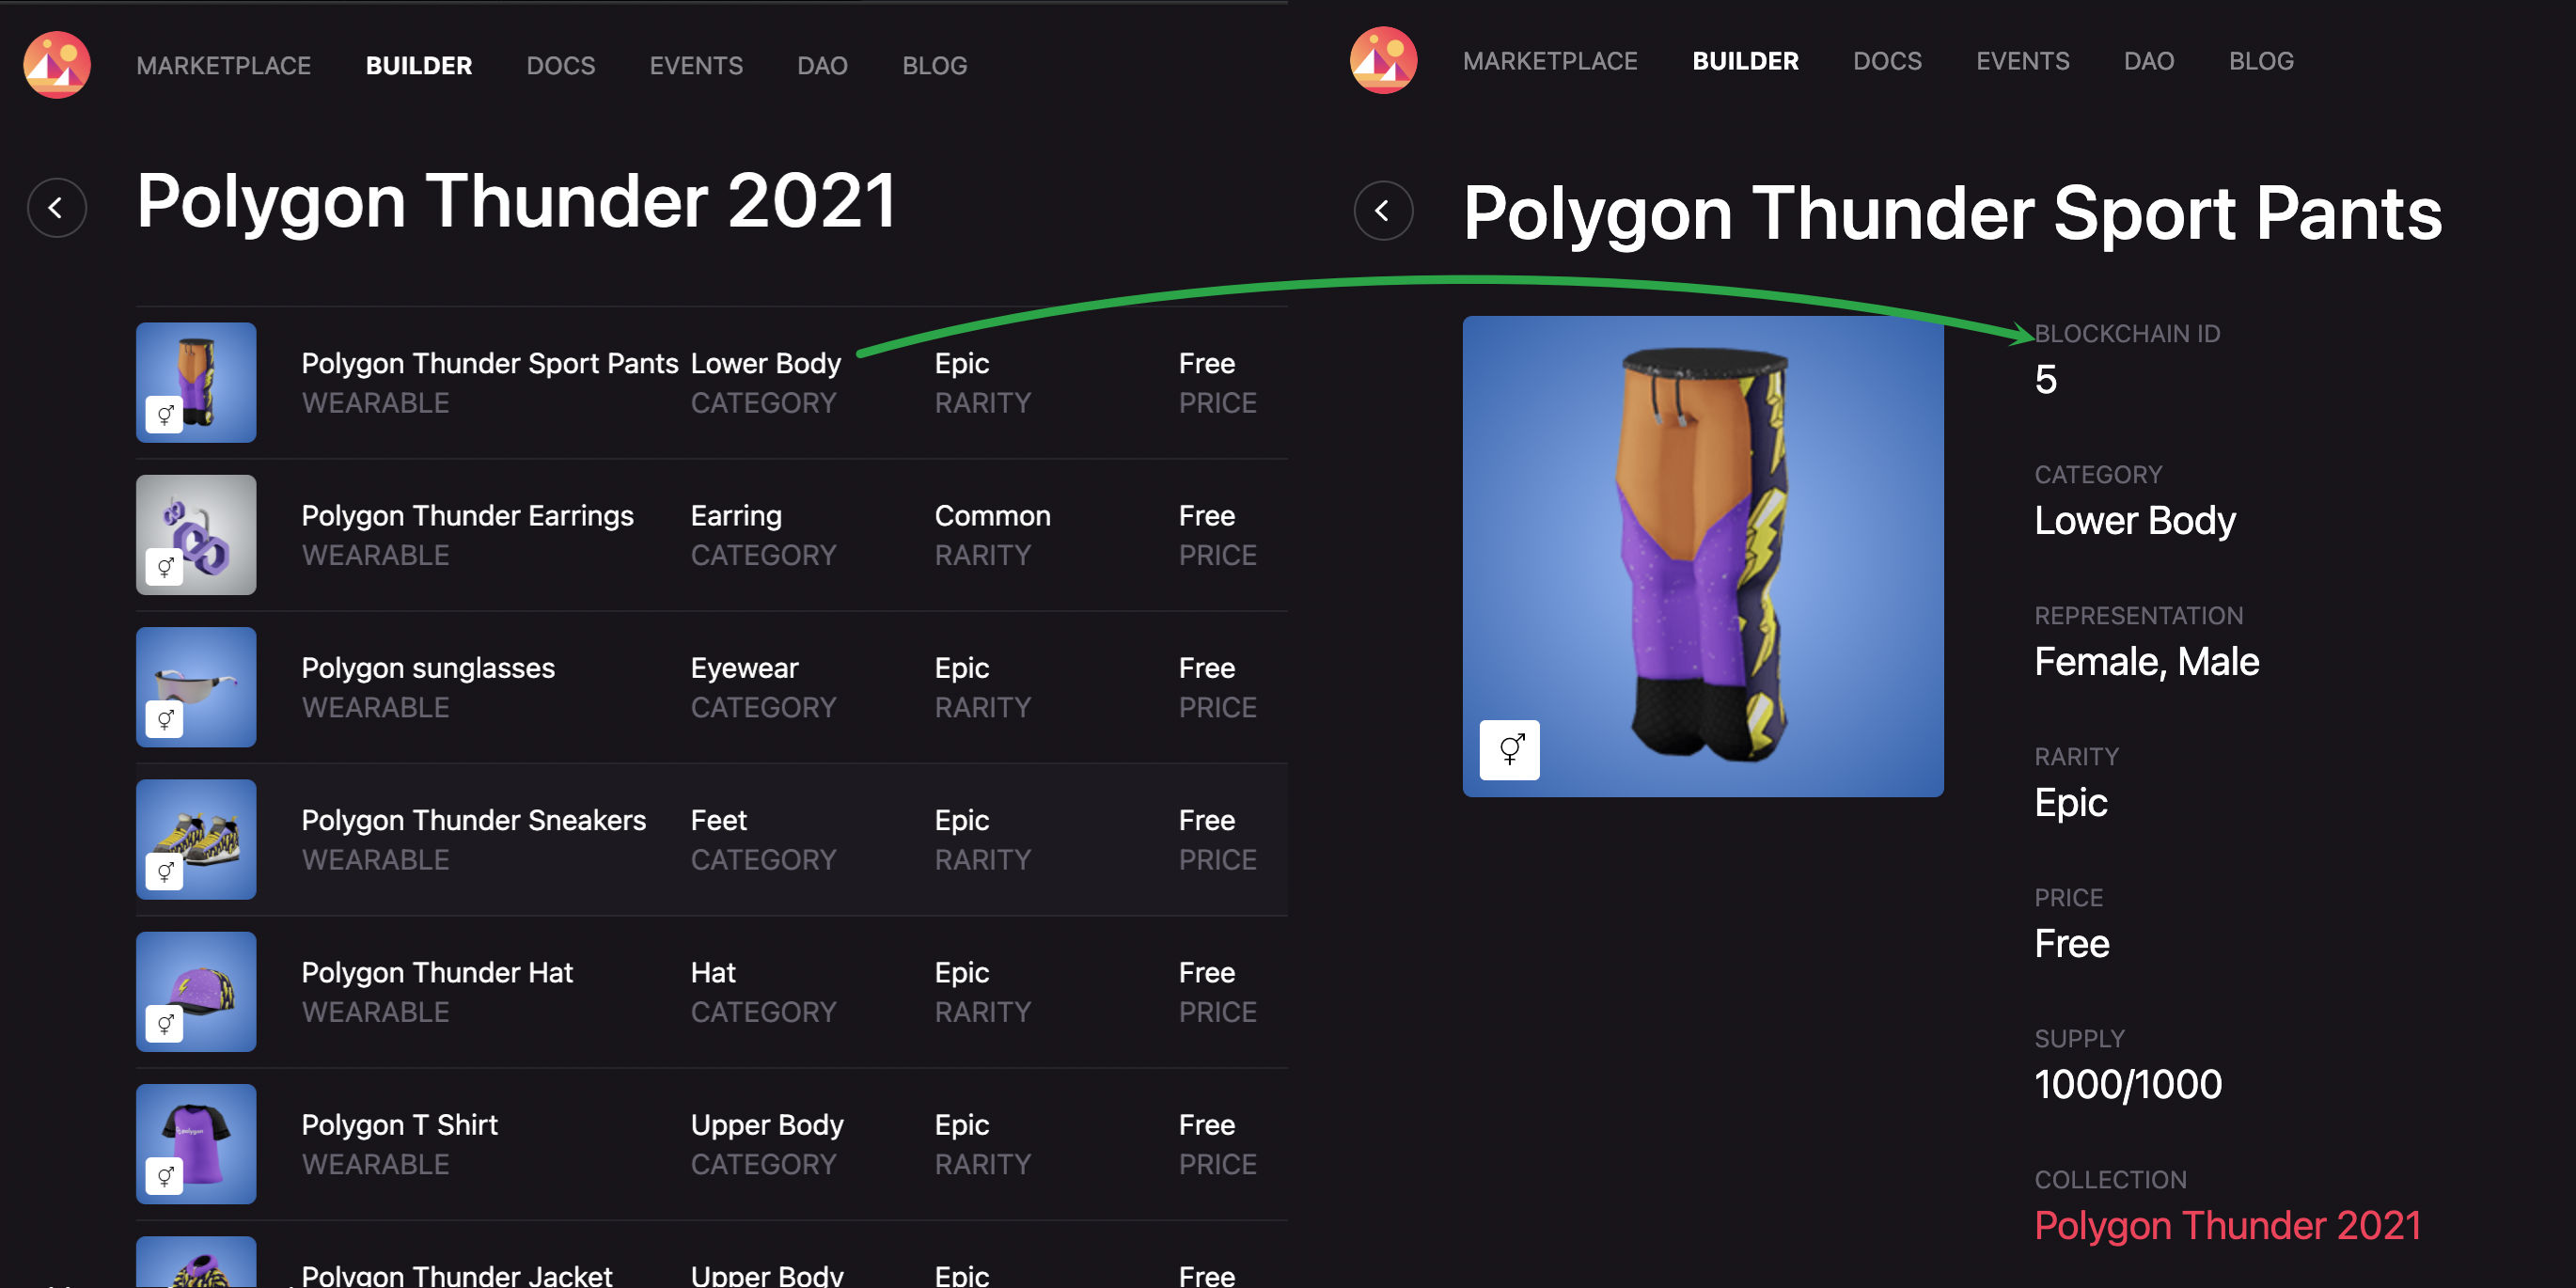 MARKETPLACE BUILDER DOCS EVENTS DAO BLOG
Polygon Thunder 2021
Polygon Thunder Sport Pants Lower Body Epic Free
WEARABLE CATEGORY RARITY PRICE
Polygon Thunder Earrings Earring Common Free
WEARABLE CATEGORY RARITY PRICE
Polygon sunglasses Eyewear Epic Free
WEARABLE CATEGORY RARITY PRICE
Polygon Thunder Sneakers Feet Epic Free
WEARABLE CATEGORY RARITY PRICE
Polygon Thunder Hat Hat Epic Free
WEARABLE CATEGORY RARITY PRICE
polygon
Polygon T Shirt Upper Body Epic Free
WEARABLE CATEGORY RARITY PRICE
Polygon Thunder Jacket Upper Body Epic Free
MARKETPLACE BUILDER DOCS EVENTS DAO BLOG
Polygon Thunder Sport Pants
BLOCKCHAIN ID
5
CATEGORY
Lower Body
REPRESENTATION
Female, Male
RARITY
Epic
PRICE
Free
SUPPLY
1000/1000
COLLECTION
Polygon Thunder 2021